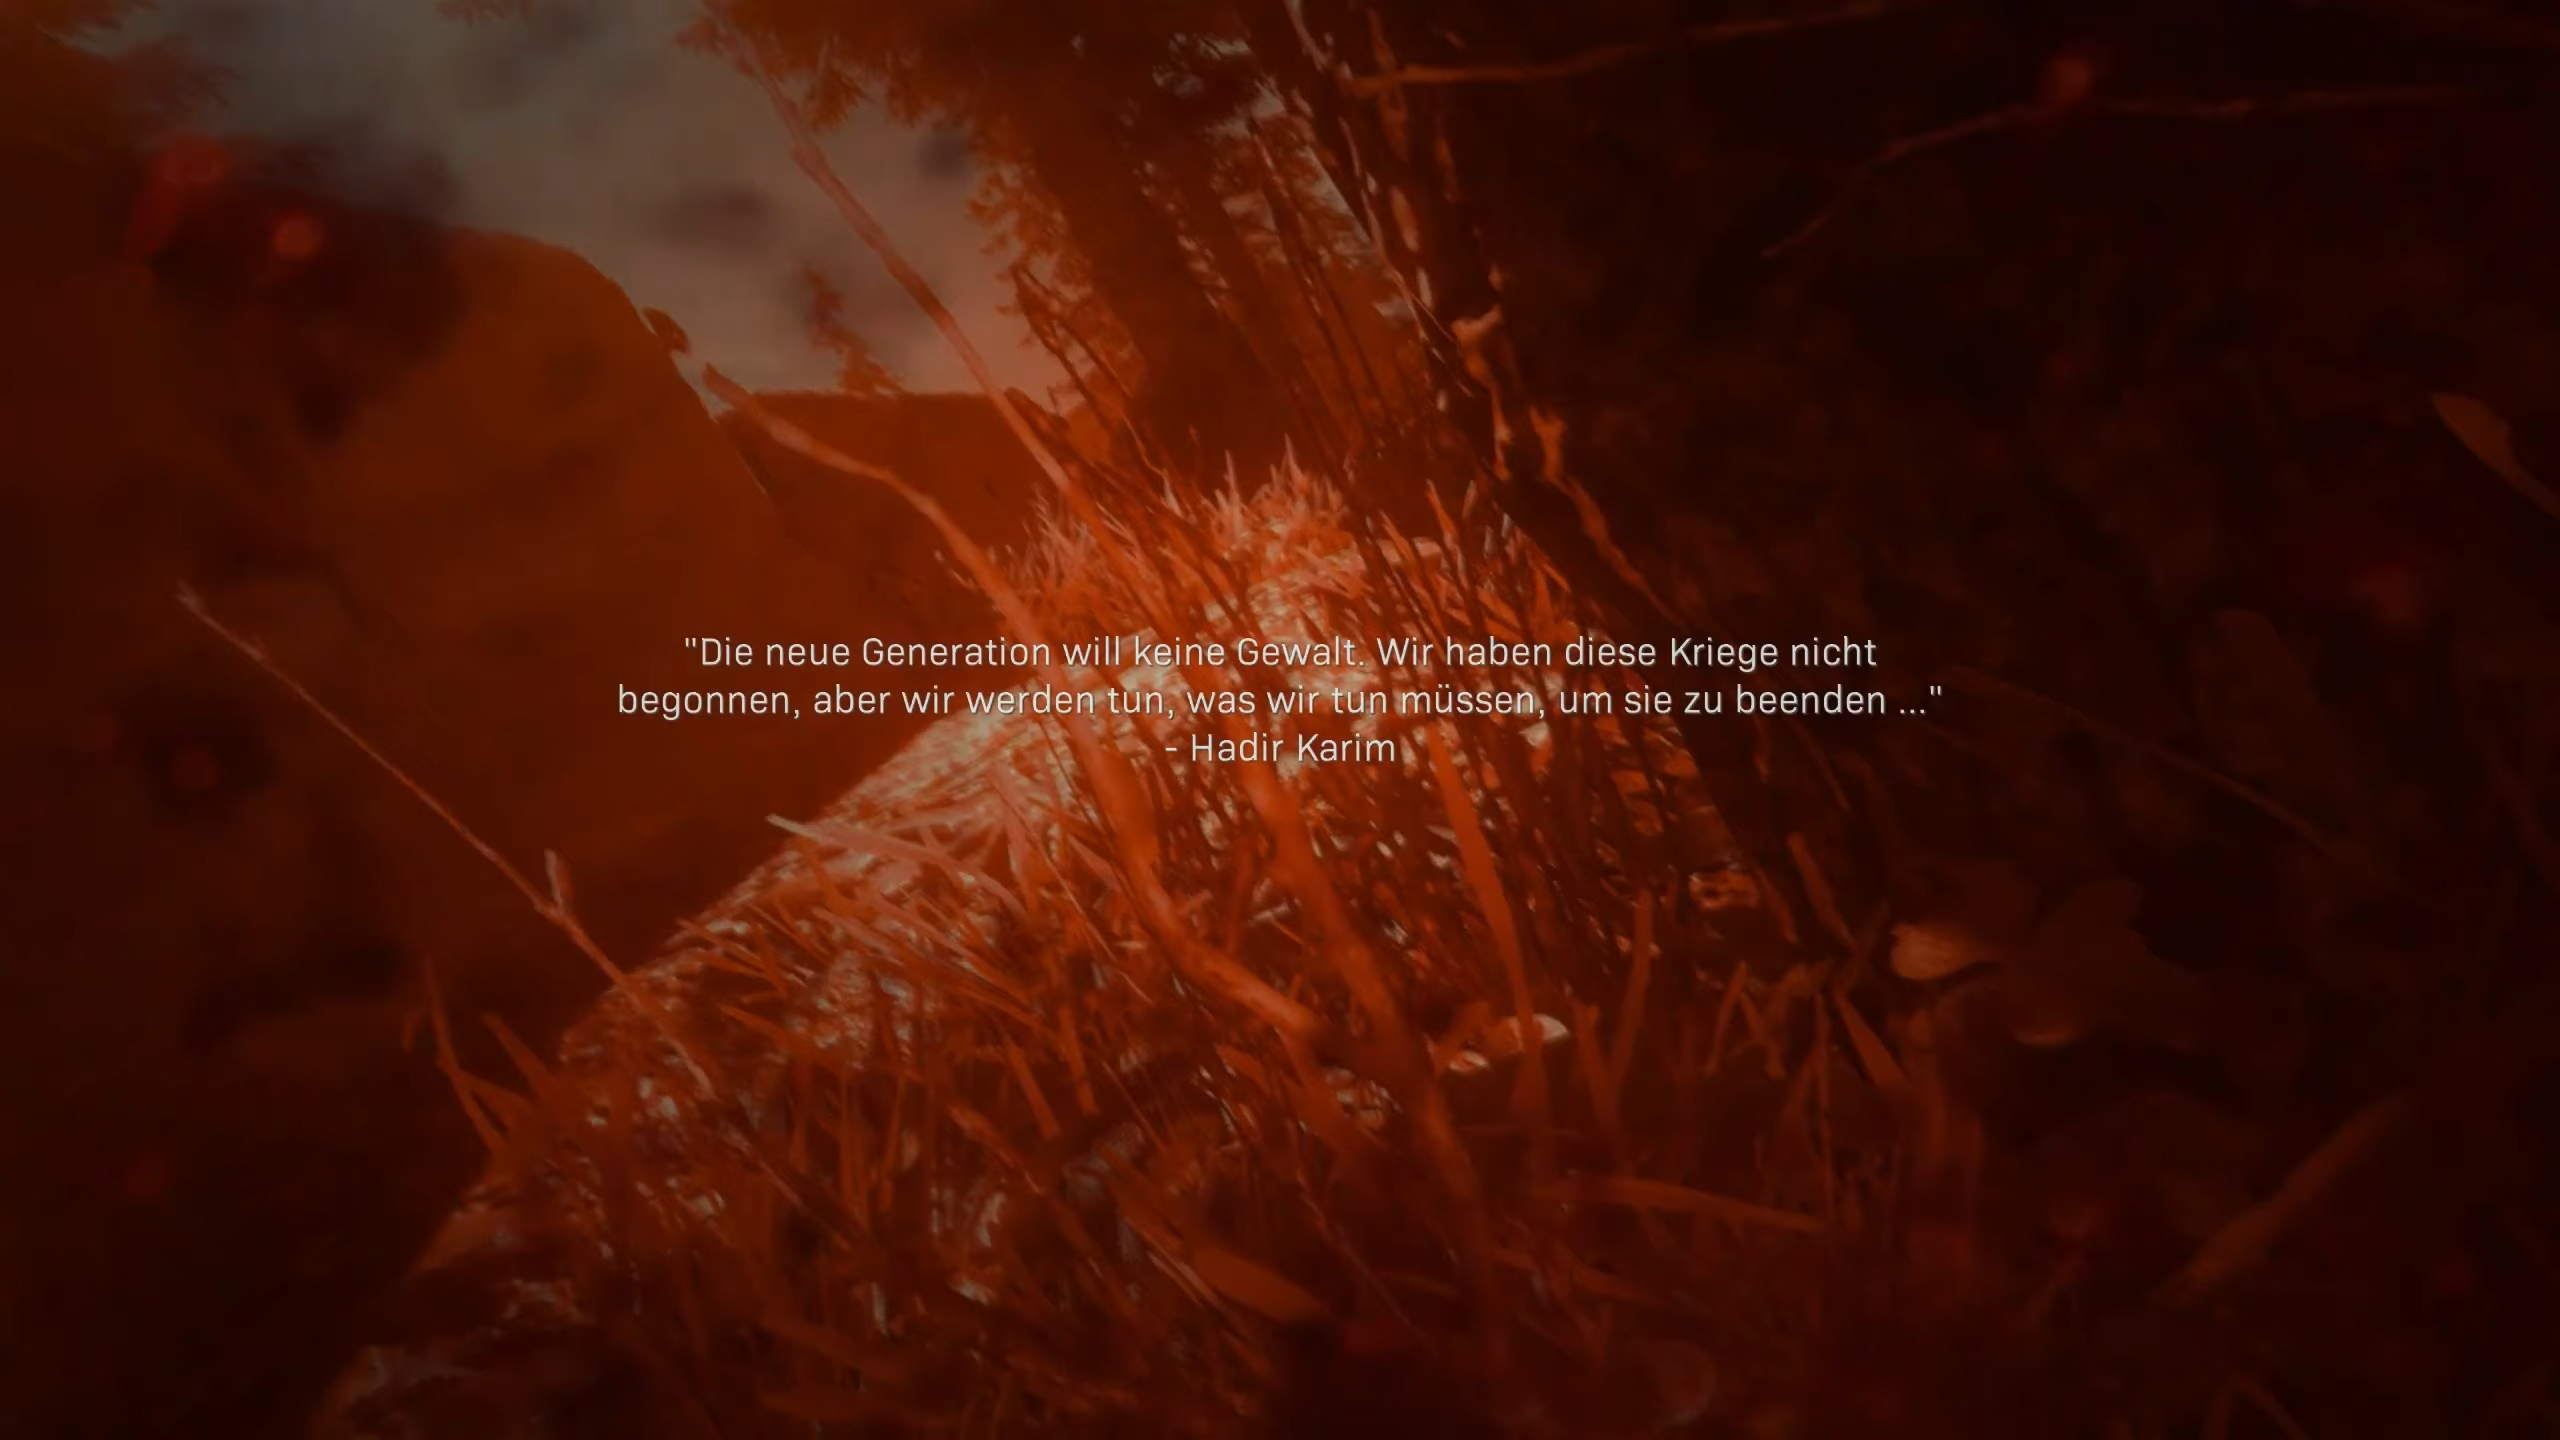 "Die neue Generation will keine Gewalt. Wir haben diese Kriege nicht
begonnen, aber wir werden tun, was wir tun müssen, um sie zu beenden ..."
- Hadir Karim